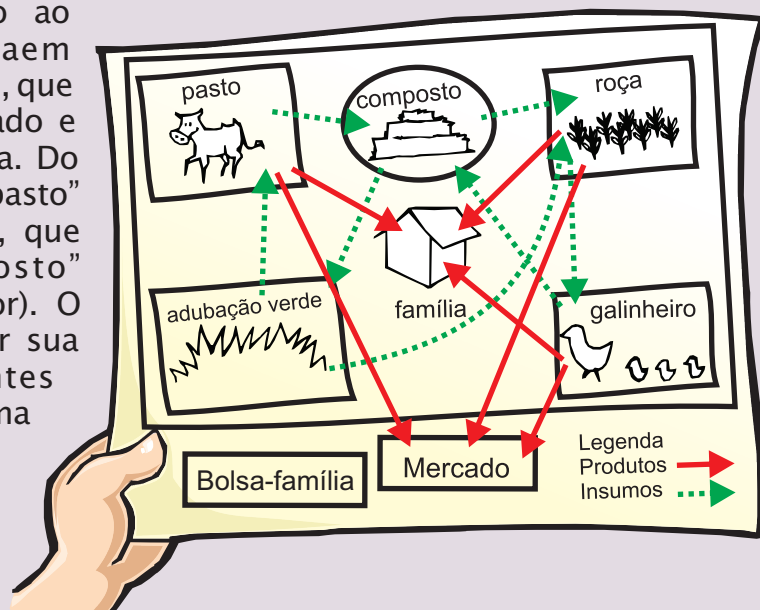 o ao
aem
, que
ado e
a. Do
pasto”
, que
osto”
or). O
r sua
ntes
ma
pasto
composto
roça
família
adubação verde
galinheiro
Bolsa-família
Mercado
Legenda
Produtos
Insumos